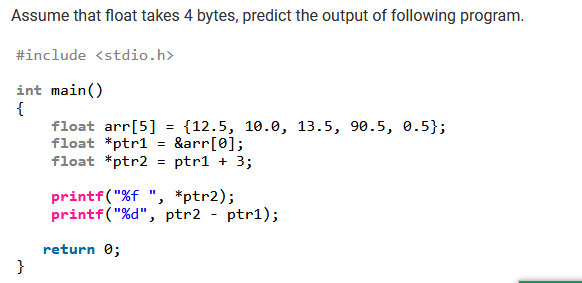 Assume that float takes 4 bytes, predict the output of following program.
#include <stdio.h>
int main()
{
float arr[5] = {12.5, 10.0, 13.5, 90.5, 0.5};
float *ptr1 = &arr[0];
float *ptr2 = ptr1 + 3;
printf("%f ", *ptr2);
printf("%d", ptr2 - ptr1);
return 0;
}